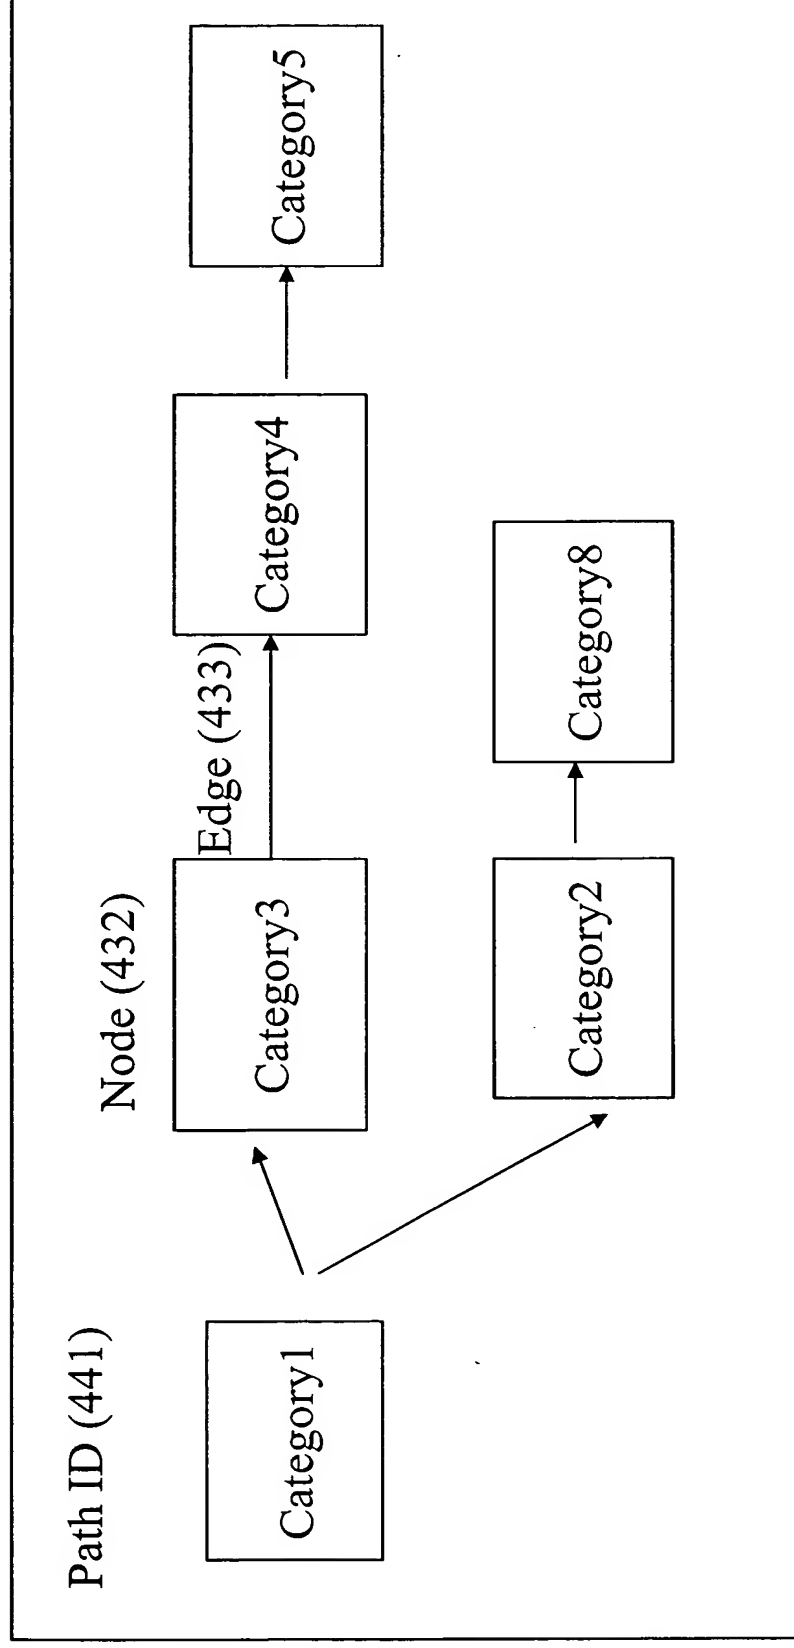 Path ID (441)
Node (432)
Edge (433)
Category1
Category3
Category4
Category5
Category2
Category8